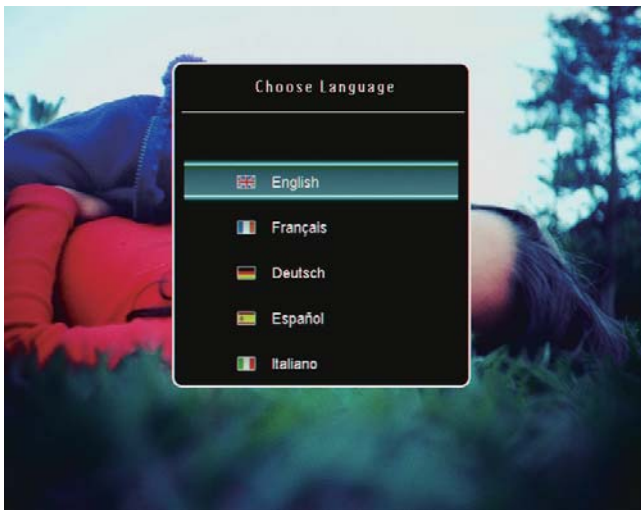 Choose Language
English
Français
Deutsch
Español
Italiano